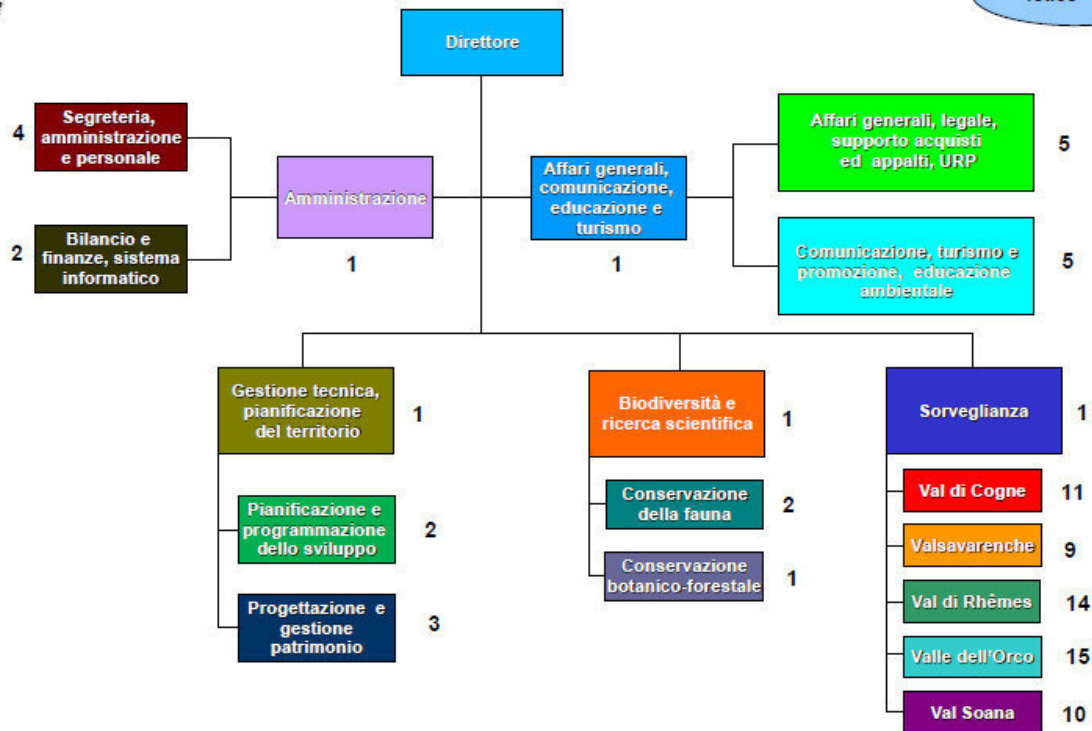 Direttore
4
Segreteria,
amministrazione
e personale
2
Bilancio e
finanze, sistema
informatico
Amministrazione
1
Affari generali,
comunicazione,
educazione e
turismo
1
Affari generali, legale,
supporto acquisti
ed appalti, URP
5
Comunicazione, turismo e
promozione, educazione
ambientale
5
Gestione tecnica,
pianificazione
del territorio
1
Pianificazione e
programmazione
dello sviluppo
2
Progettazione e
gestione
patrimonio
3
Biodiversità e
ricerca scientifica
1
Conservazione
della fauna
2
Conservazione
botanico-forestale
1
Sorveglianza
1
Val di Cogne
11
Valsavarenche
9
Val di Rhêmes
14
Valle dell'Orco
15
Val Soana
10